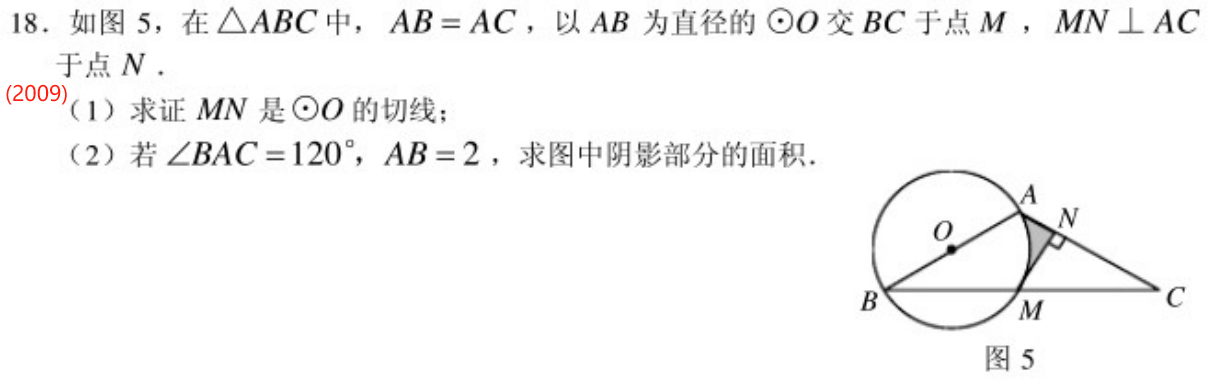 18．如图 5，在 △ABC 中， AB = AC ，以 AB 为直径的 ⊙O 交 BC 于点 M ， MN ⊥ AC
于点 N ．
(2009)
（1）求证 MN 是 ⊙O 的切线；
（2）若 ∠BAC = 120°，AB = 2 ，求图中阴影部分的面积．
A
N
O
B
M
C
图 5